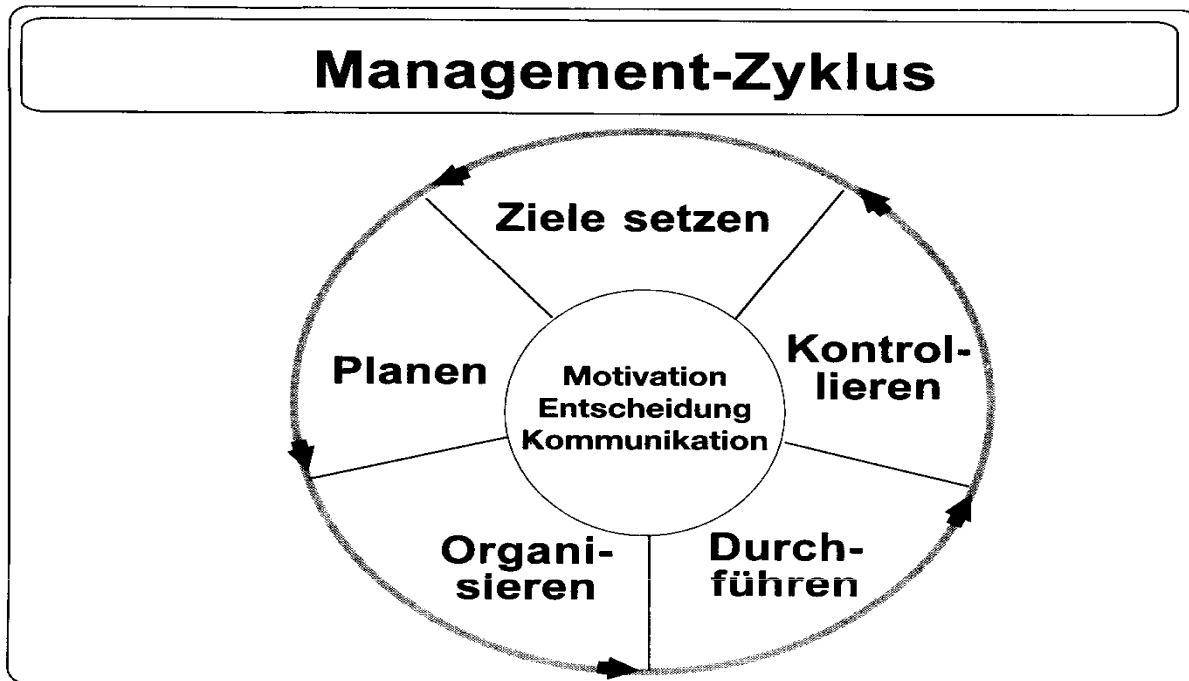 Management-Zyklus
Ziele setzen
Planen
Organi-
sieren
Durch-
führen
Kontrol-
lieren
Motivation
Entscheidung
Kommunikation